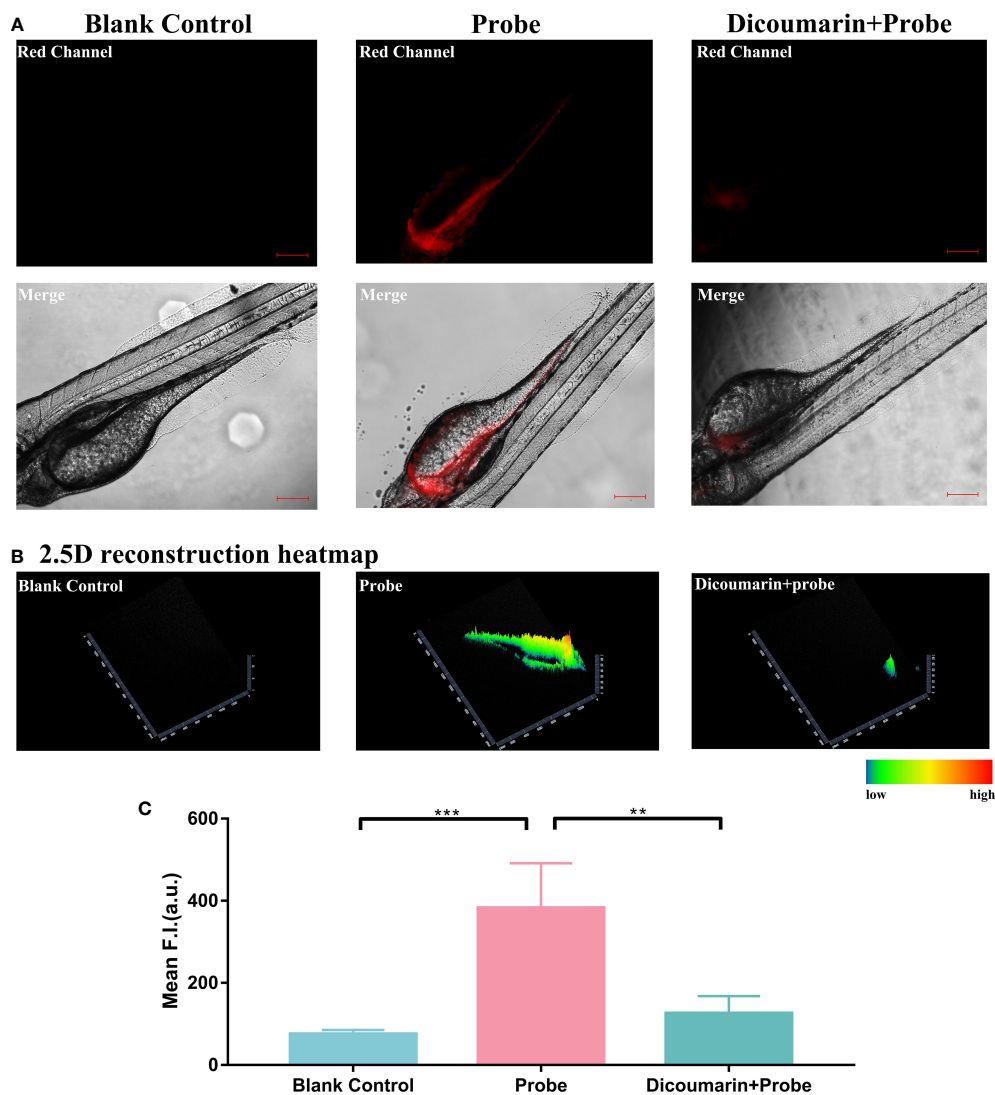 A
Blank Control
Probe
Dicoumarin+Probe
Red Channel
Red Channel
Red Channel
Merge
Merge
Merge
B 2.5D reconstruction heatmap
Blank Control
Probe
Dicoumarin+probe
low
high
C
600
400
200
0
Mean F.I.(a.u.)
***
**
Blank Control
Probe
Dicoumarin+Probe